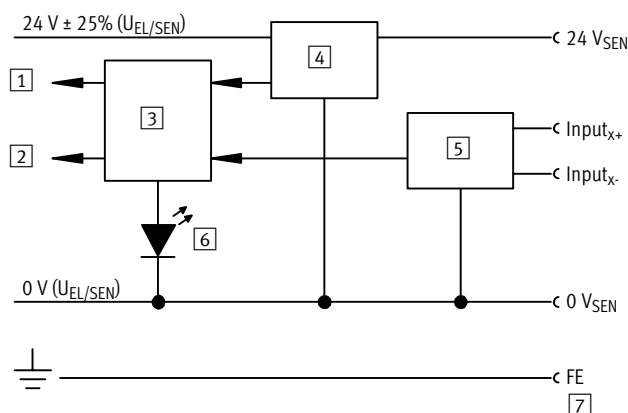 24 V ± 25% (U_EL/SEN)
4
24 V_SEN
1
3
2
5
Input_x+
Input_x-
6
0 V (U_EL/SEN)
0 V_SEN
FE
7